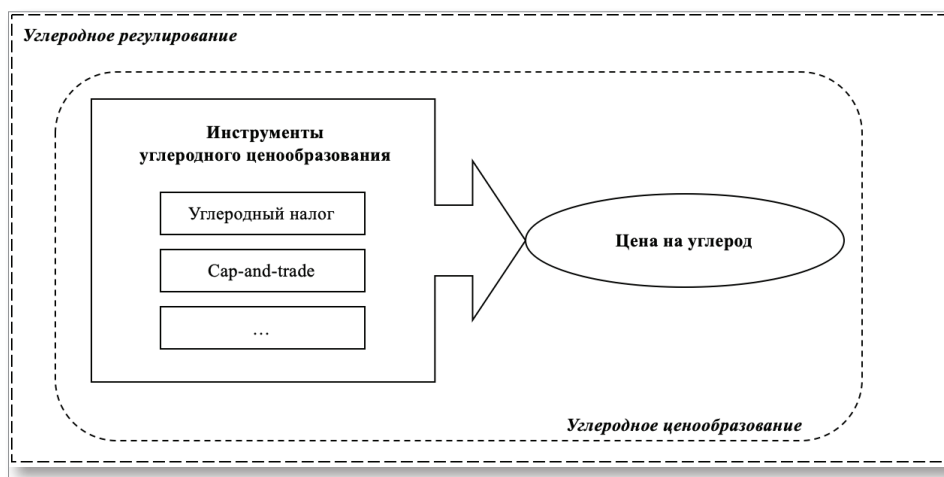 Углеродное регулирование
Инструменты
углеродного ценообразования
Углеродный налог
Cap-and-trade
…
Цена на углерод
Углеродное ценообразование